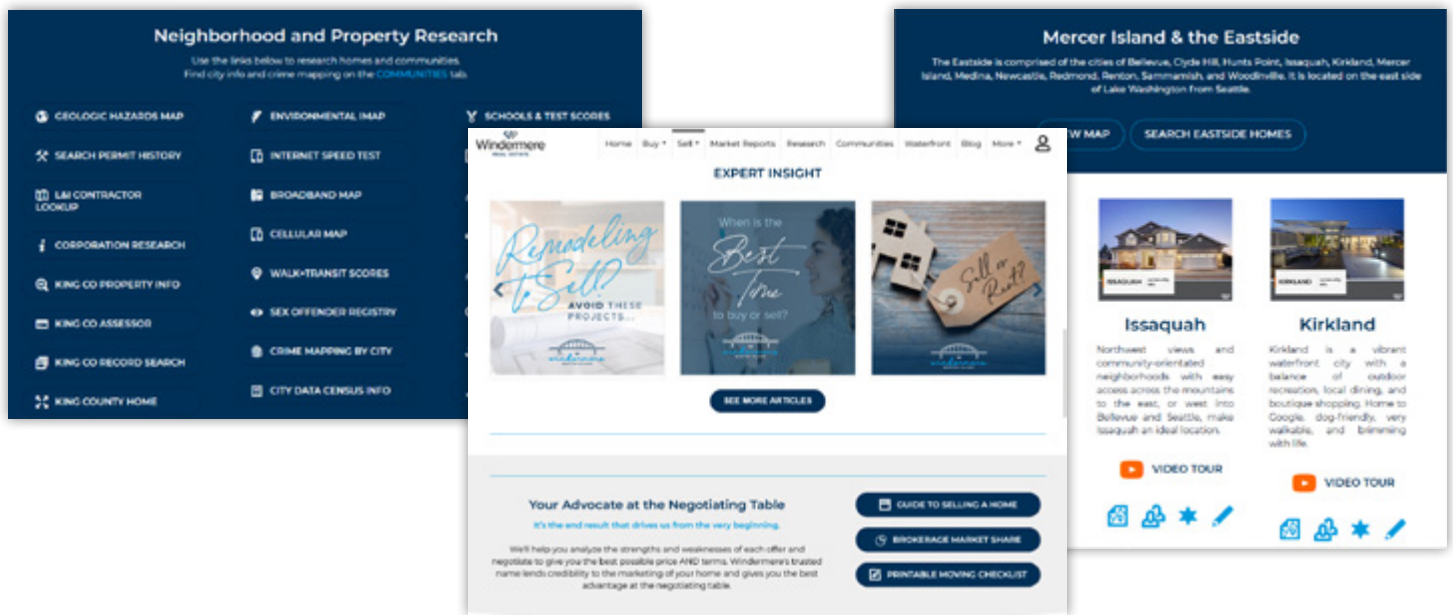 Neighborhood and Property Research
Use the links below to research homes and communities.
Find city info and crime mapping on the COMMUNITIES tab.
GEOLOGIC HAZARDS MAP
SEARCH PERMIT HISTORY
L&I CONTRACTOR
LOOKUP
CORPORATION RESEARCH
KING CO PROPERTY INFO
KING CO ASSESSOR
KING CO RECORD SEARCH
KING COUNTY HOME
ENVIRONMENTAL IMAP
INTERNET SPEED TEST
BROADBAND MAP
CELLULAR MAP
WALK+TRANSIT SCORES
SEX OFFENDER REGISTRY
CRIME MAPPING BY CITY
CITY DATA CENSUS INFO
SCHOOLS & TEST SCORES
Windermere
REAL ESTATE
Home Buy Sell Market Reports Research Communities Waterfront Blog More
EXPERT INSIGHT
Remodeling
to Sell?
AVOID THESE
PROJECTS...
windermere
When is the
Best
Time
to buy or sell?
windermere
Sell or
Rent?
windermere
SEE MORE ARTICLES
Your Advocate at the Negotiating Table
It's the end result that drives us from the very beginning.
We'll help you analyze the strengths and weaknesses of each offer and
negotiate to give you the best possible price AND terms. Windermere's trusted
name lends credibility to the marketing of your home and gives you the best
advantage at the negotiating table.
GUIDE TO SELLING A HOME
BROKERAGE MARKET SHARE
PRINTABLE MOVING CHECKLIST
Mercer Island & the Eastside
The Eastside is comprised of the cities of Bellevue, Clyde Hill, Hunts Point, Issaquah, Kirkland, Mercer
Island, Medina, Newcastle, Redmond, Renton, Sammamish, and Woodinville. It is located on the east side
of Lake Washington from Seattle.
EW MAP
SEARCH EASTSIDE HOMES
ISSAQUAH
Issaquah
Northwest views and
community-orientated
neighborhoods with easy
access across the mountains
to the east, or west into
Bellevue and Seattle, make
Issaquah an ideal location.
VIDEO TOUR
KIRKLAND
Kirkland
Kirkland is a vibrant
waterfront city with a
balance of outdoor
recreation, local dining, and
boutique shopping. Home to
Google, dog-friendly, very
walkable, and brimming
with life.
VIDEO TOUR